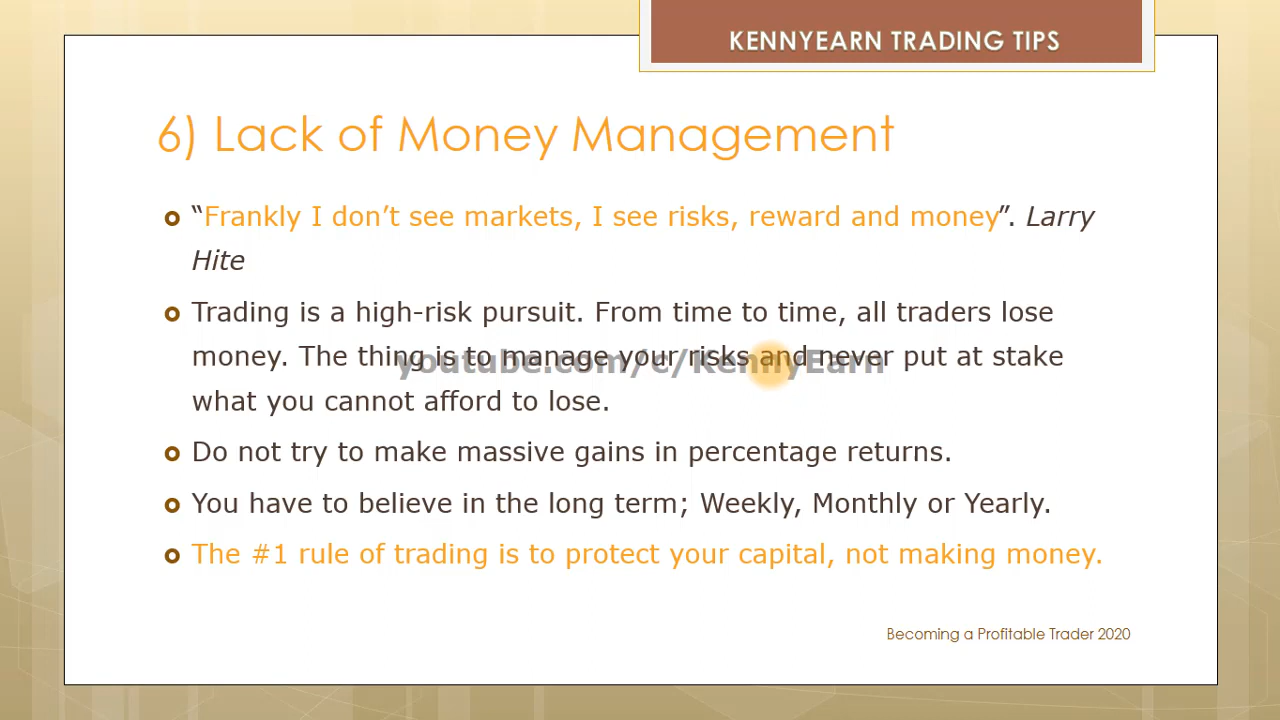 KENNYEARN TRADING TIPS
6) Lack of Money Management
“Frankly I don’t see markets, I see risks, reward and money”. Larry
Hite
Trading is a high-risk pursuit. From time to time, all traders lose
money. The thing is to manage your risks and never put at stake
youtube.com/c/KennyEarn
what you cannot afford to lose.
Do not try to make massive gains in percentage returns.
You have to believe in the long term; Weekly, Monthly or Yearly.
The #1 rule of trading is to protect your capital, not making money.
Becoming a Profitable Trader 2020